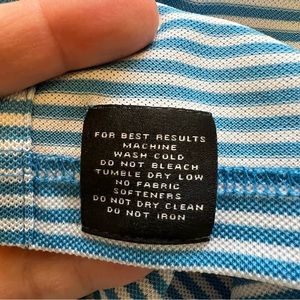 FOR BEST RESULTS
MACHINE
WASH COLD
DO NOT BLEACH
TUMBLE DRY LOW
NO FABRIC
SOFTENERS
DO NOT DRY CLEAN
DO NOT IRON